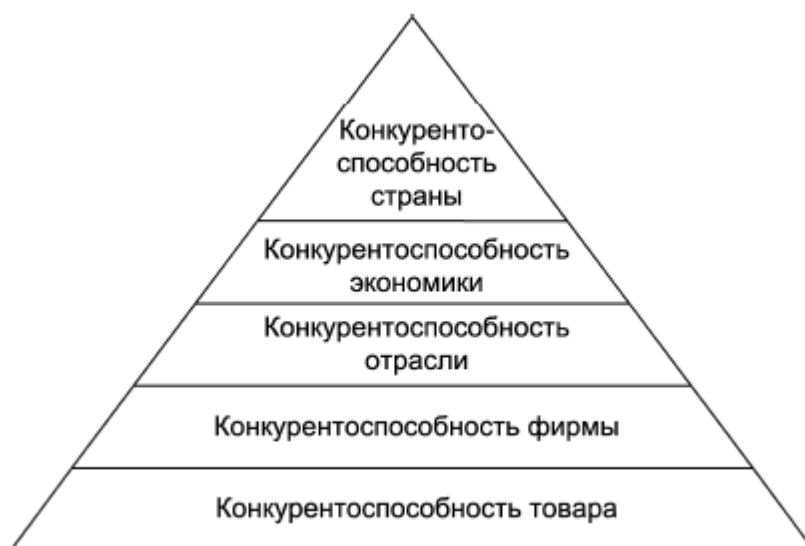 Конкуренто-
способность
страны
Конкурентоспособность
экономики
Конкурентоспособность
отрасли
Конкурентоспособность фирмы
Конкурентоспособность товара